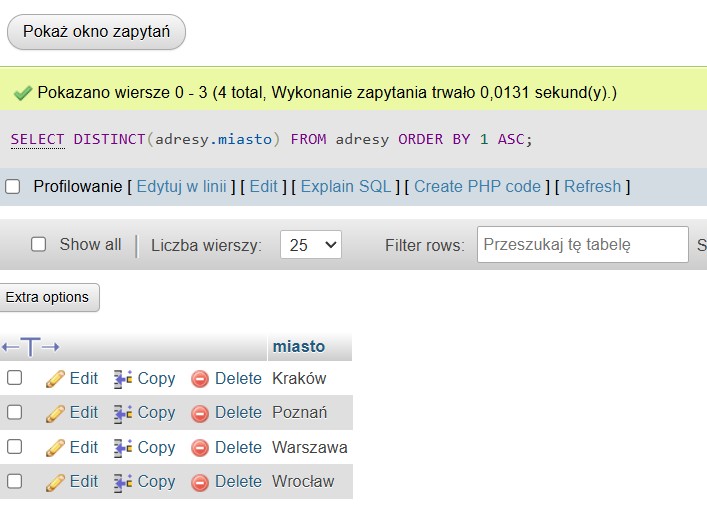 Pokaż okno zapytań
Pokazano wiersze 0 - 3 (4 total, Wykonanie zapytania trwało 0,0131 sekund(y).)
SELECT DISTINCT(adresy.miasto) FROM adresy ORDER BY 1 ASC;
Profilowanie [ Edytuj w linii ] [ Edit ] [ Explain SQL ] [ Create PHP code ] [ Refresh ]
Show all | Liczba wierszy: 25 Filter rows: Przeszukaj tę tabelę S
Extra options
←T→ miasto
Edit Copy Delete Kraków
Edit Copy Delete Poznań
Edit Copy Delete Warszawa
Edit Copy Delete Wrocław